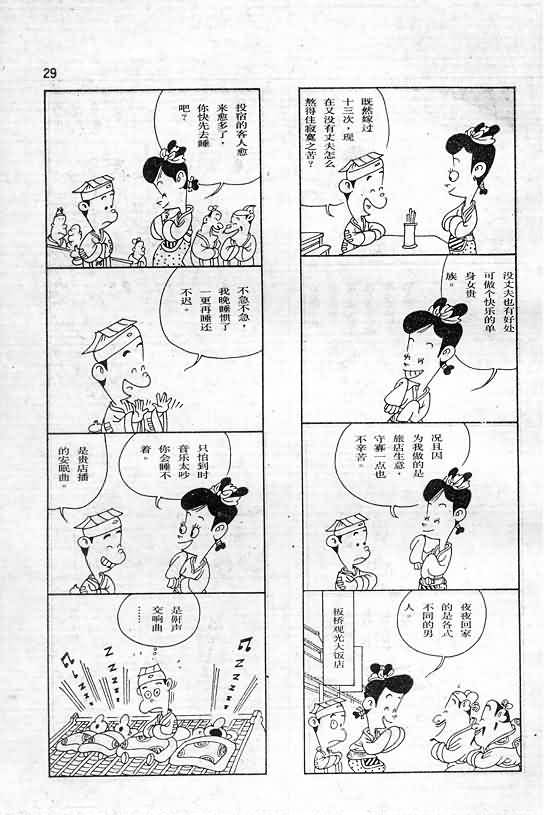 29
既然嫁过
十三次，现
在又没有丈夫怎么
熬得住寂寞之苦？
没丈夫也有好处
可做个快乐的单
身女贵
族。
况且因
为我做的是
旅店生意，
守寡一点也
不辛苦。
夜夜回家
的是各式
不同的男
人。
板桥观光大饭店
投宿的客人愈
来愈多了，
你快先去睡
吧？
不急不急，
我晚睡惯了
一更再睡还
不迟。
只怕到时
音乐太吵
你会睡不
着。
是贵店播
的安眠曲。
是鼾声
交响曲
……
ZZZZ
ZZZZ